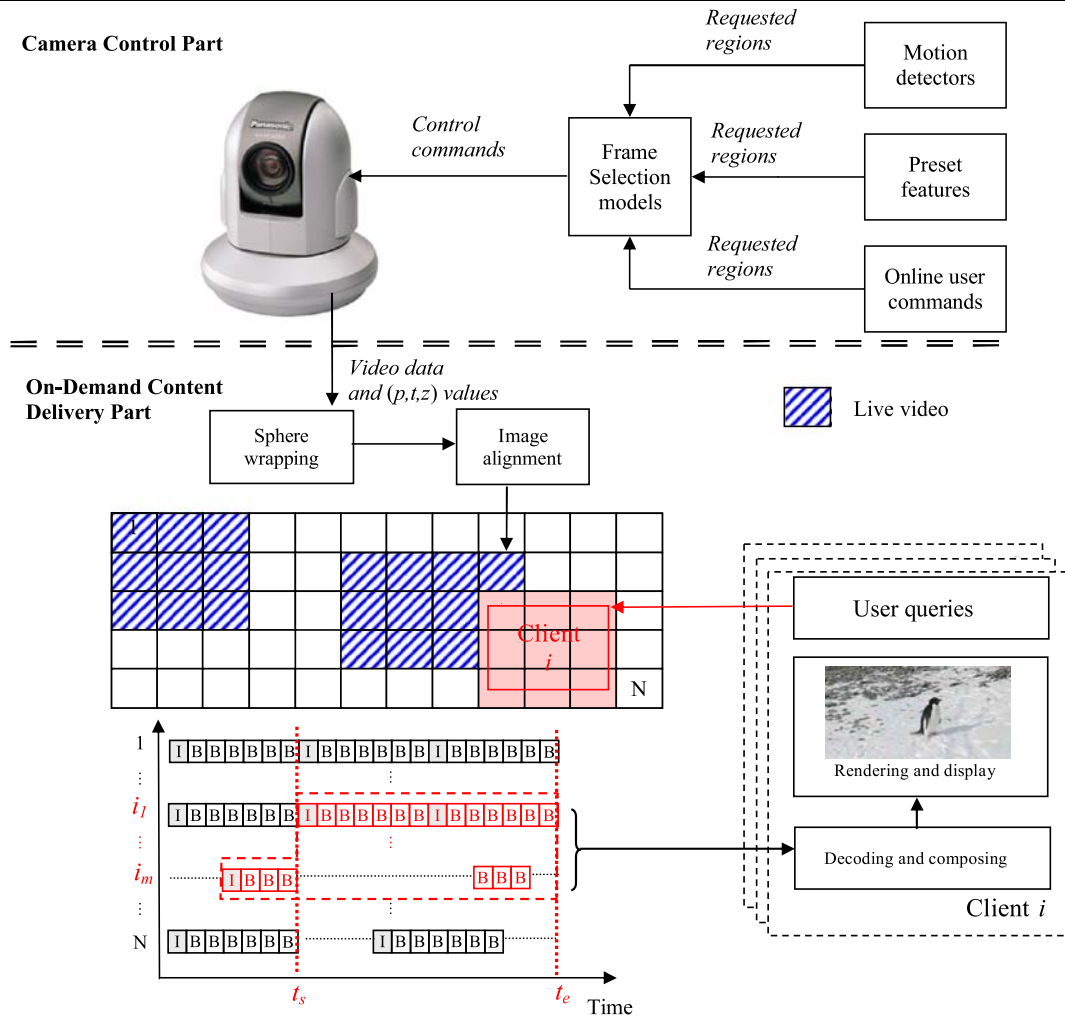 Camera Control Part
Requested
regions
Motion
detectors
Panasonic
Control
commands
Frame
Selection
models
Requested
regions
Preset
features
Requested
regions
Online user
commands
Video data
and (p,t,z) values
On-Demand Content
Delivery Part
Live video
Sphere
wrapping
Image
alignment
1
User queries
Client
i
N
Rendering and display
1 I B B B B B B I B B B B B B I B B B B B B
i1 I B B B B B B I B B B B B B I B B B B B B
Decoding and composing
im I B B B B B B
Client i
N I B B B B B B I B B B B B B
ts
te
Time